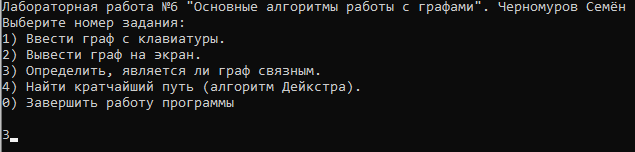 Лабораторная работа №6 "Основные алгоритмы работы с графами". Черномуров Семён
Выберите номер задания:
1) Ввести граф с клавиатуры.
2) Вывести граф на экран.
3) Определить, является ли граф связным.
4) Найти кратчайший путь (алгоритм Дейкстра).
0) Завершить работу программы
3